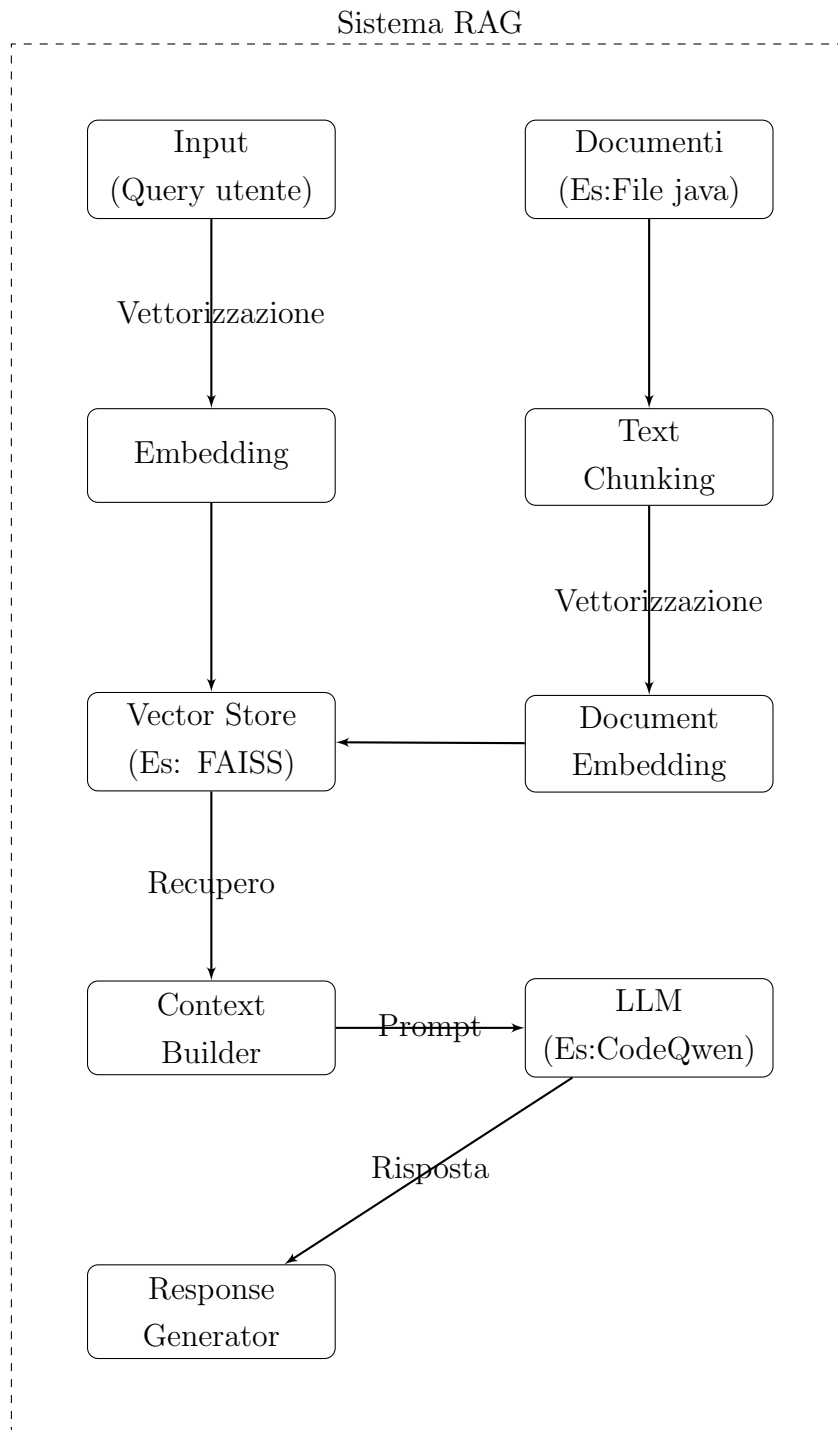 Sistema RAG
Input
(Query utente)
Documenti
(Es:File java)
Vettorizzazione
Embedding
Text
Chunking
Vettorizzazione
Vector Store
(Es: FAISS)
Document
Embedding
Recupero
Context
Builder
Prompt
LLM
(Es:CodeQwen)
Risposta
Response
Generator